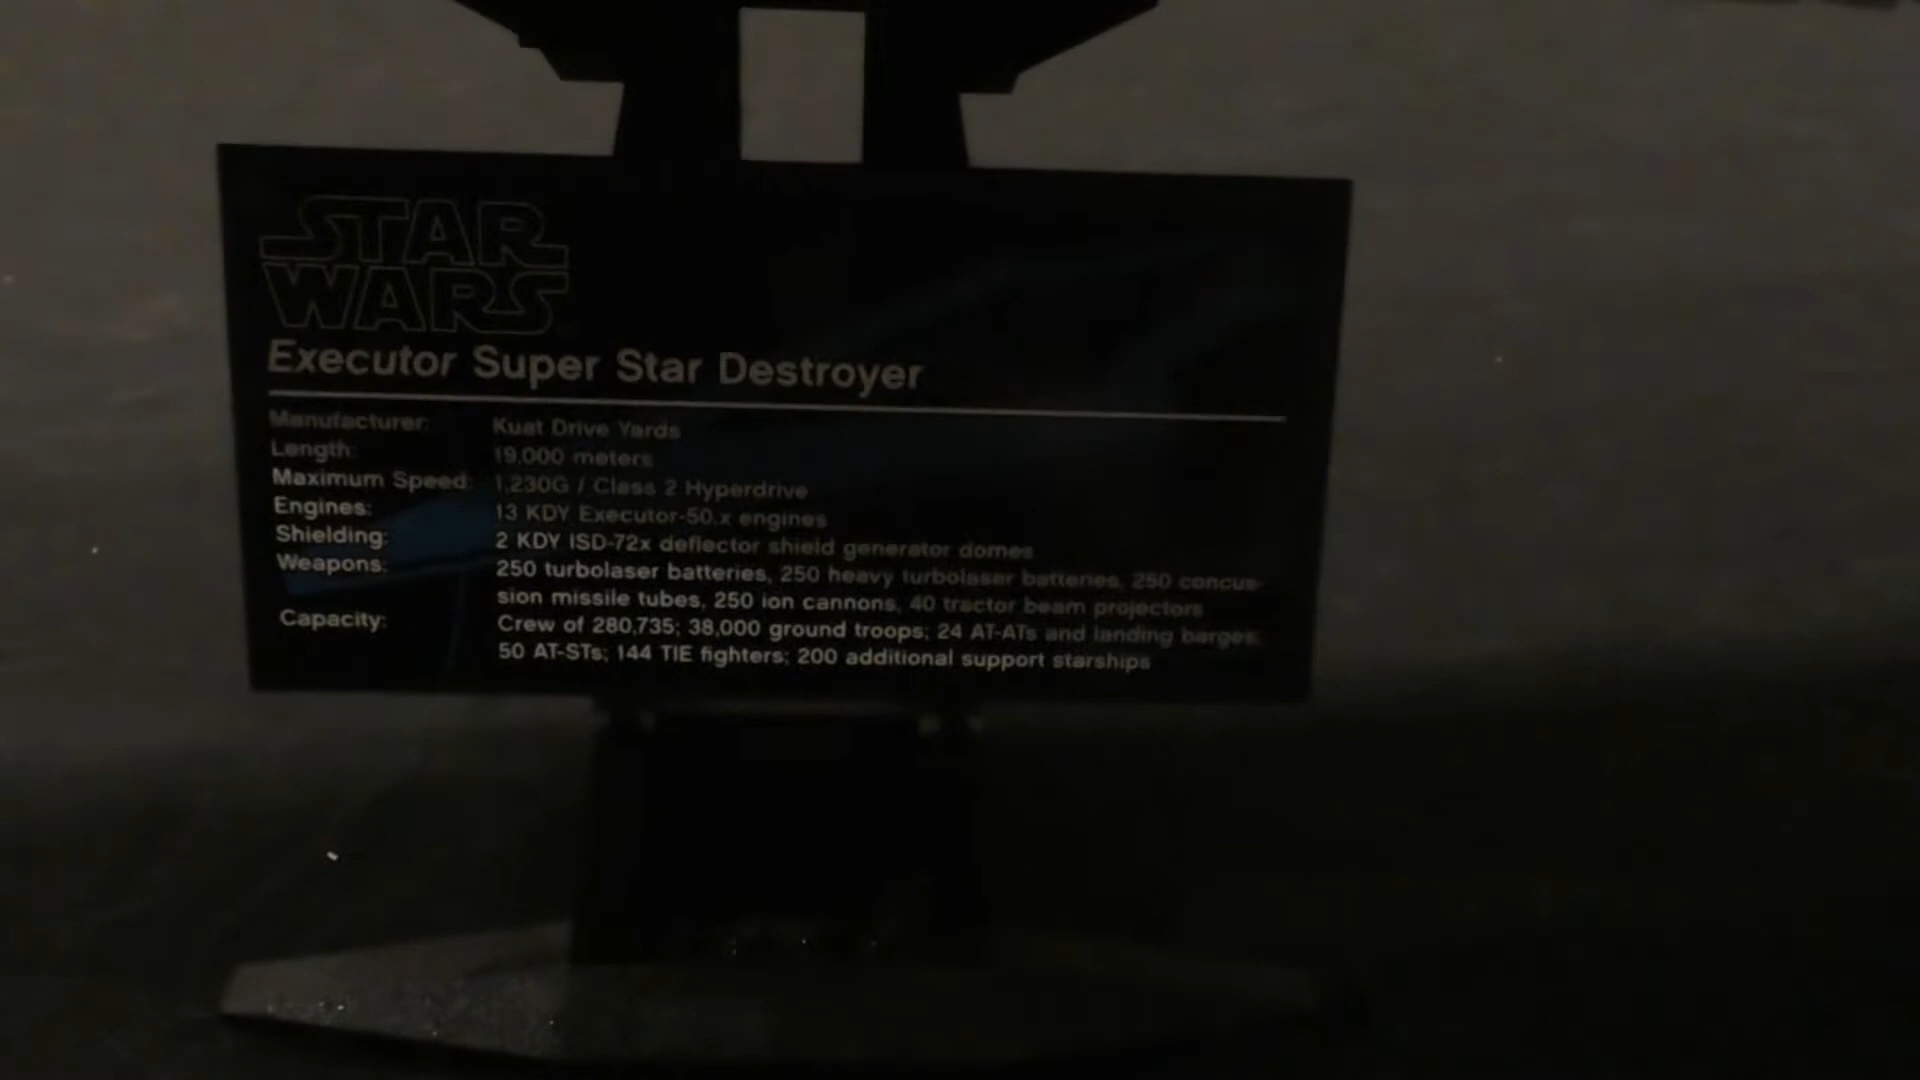 STAR
WARS
Executor Super Star Destroyer
Manufacturer: Kuat Drive Yards
Length: 19,000 meters
Maximum Speed: 1,230G / Class 2 Hyperdrive
Engines: 13 KDY Executor-50.x engines
Shielding: 2 KDY ISD-72x deflector shield generator domes
Weapons: 250 turbolaser batteries, 250 heavy turbolaser batteries, 250 concus-
sion missile tubes, 250 ion cannons, 40 tractor beam projectors
Capacity: Crew of 280,735; 38,000 ground troops; 24 AT-ATs and landing barges;
50 AT-STs; 144 TIE fighters; 200 additional support starships